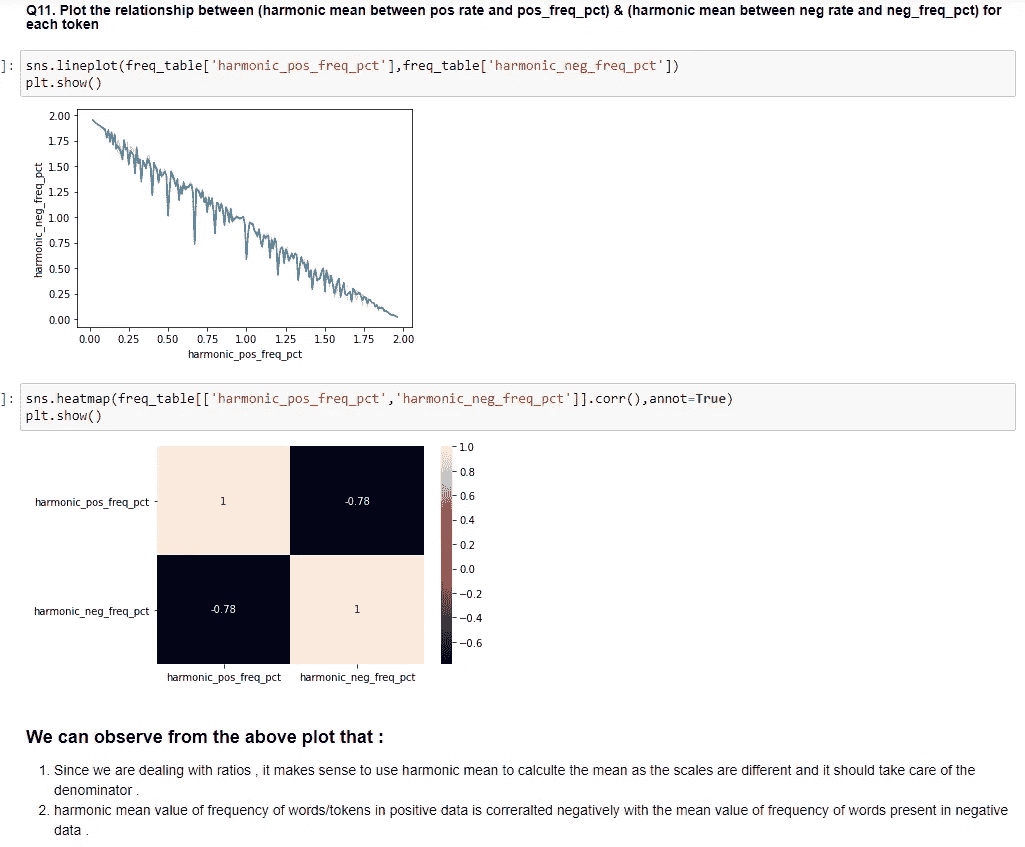 Q11. Plot the relationship between (harmonic mean between pos rate and pos_freq_pct) & (harmonic mean between neg rate and neg_freq_pct) for
each token
]: sns.lineplot(freq_table['harmonic_pos_freq_pct'],freq_table['harmonic_neg_freq_pct'])
plt.show()
2.00
1.75
1.50
1.25
1.00
0.75
0.50
0.25
0.00
harmonic_neg_freq_pct
0.00 0.25 0.50 0.75 1.00 1.25 1.50 1.75 2.00
harmonic_pos_freq_pct
]: sns.heatmap(freq_table[['harmonic_pos_freq_pct','harmonic_neg_freq_pct']].corr(),annot=True)
plt.show()
harmonic_pos_freq_pct
1 -0.78
harmonic_neg_freq_pct
-0.78 1
harmonic_pos_freq_pct harmonic_neg_freq_pct
1.0
0.8
0.6
0.4
0.2
0.0
−0.2
−0.4
−0.6
We can observe from the above plot that :
1. Since we are dealing with ratios , it makes sense to use harmonic mean to calculte the mean as the scales are different and it should take care of the
denominator .
2. harmonic mean value of frequency of words/tokens in positive data is correralted negatively with the mean value of frequency of words present in negative
data .